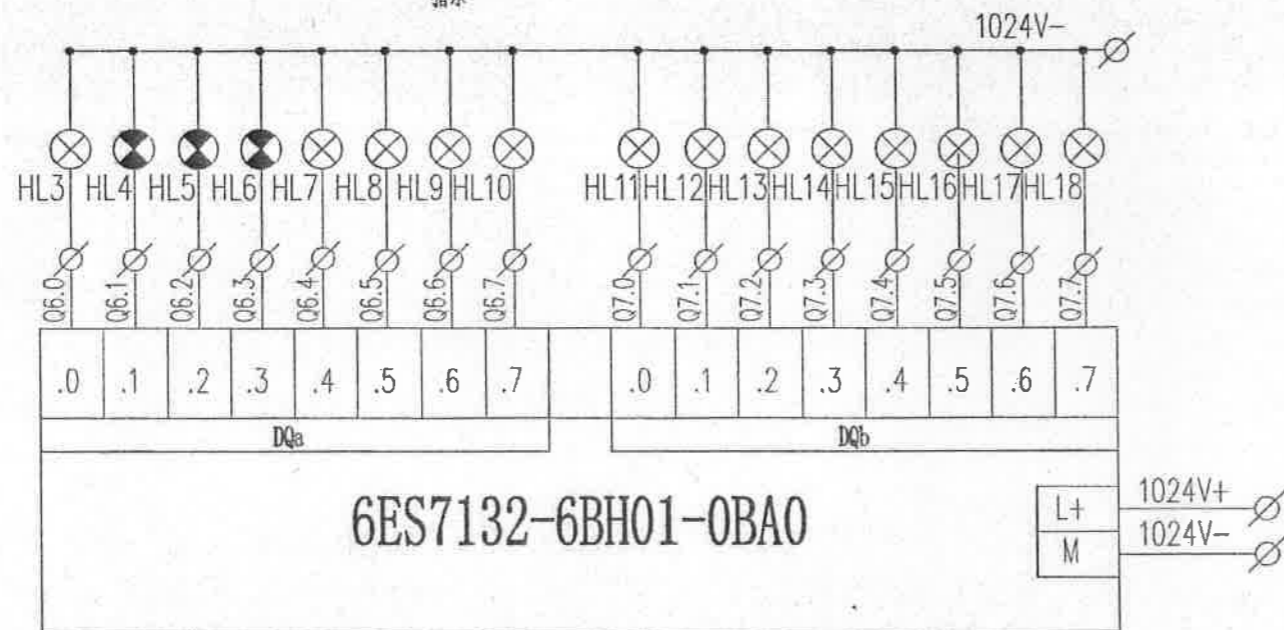 指示
1024V-
HL3 HL4 HL5 HL6 HL7 HL8 HL9 HL10 HL11 HL12 HL13 HL14 HL15 HL16 HL17 HL18
Q6.0 Q6.1 Q6.2 Q6.3 Q6.4 Q6.5 Q6.6 Q6.7 Q7.0 Q7.1 Q7.2 Q7.3 Q7.4 Q7.5 Q7.6 Q7.7
.0 .1 .2 .3 .4 .5 .6 .7 .0 .1 .2 .3 .4 .5 .6 .7
DQa DQb
6ES7132-6BH01-0BA0
L+ 1024V+
M 1024V-